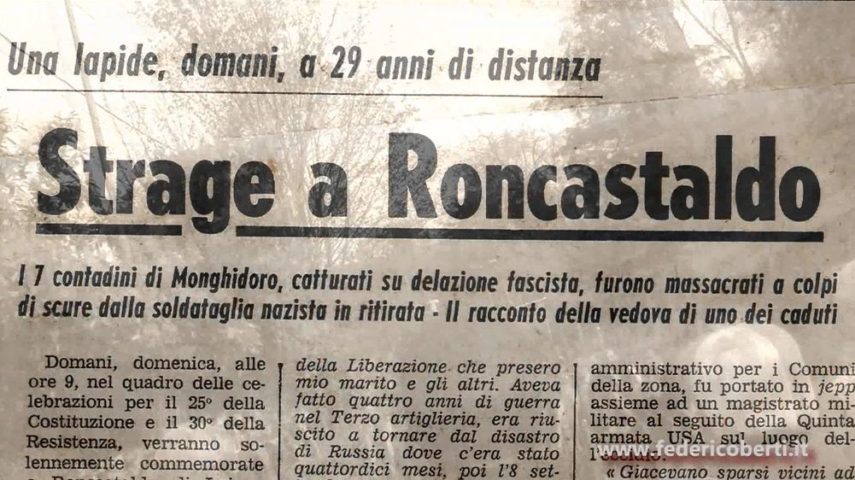 Una lapide, domani, a 29 anni di distanza
Strage a Roncastaldo
I 7 contadini di Monghidoro, catturati su delazione fascista, furono massacrati a colpi
di scure dalla soldataglia nazista in ritirata - Il racconto della vedova di uno dei caduti
Domani, domenica, alle
ore 9, nel quadro delle ce-
lebrazioni per il 25° della
Costituzione e il 30° della
Resistenza, verranno so-
lennemente commemorate
della Liberazione che presero
mio marito e gli altri. Aveva
fatto quattro anni di guerra
nel Terzo artiglieria, era riu-
scito a tornare dal disastro
di Russia dove c'era stato
quattordici mesi, poi l'8 set-
amministrativo per i Comuni
della zona, fu portato in jeep
assieme ad un magistrato mi-
litare al seguito della Quinta
armata USA sul luogo del-
l'eccidio.
« Giacevano sparsi vicini ad
www.federicoberti.it